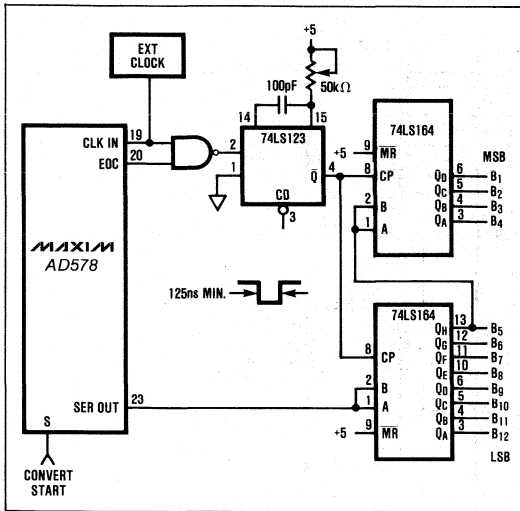 +5
EXT
CLOCK
100pF
50kΩ
14
15
19
CLK IN
20
EOC
2
1
74LS123
Q̅
4
CD
3
MAXIM
AD578
125ns MIN.
23
SER OUT
S
CONVERT
START
74LS164
+5
9
M̅R̅
8
CP
2
B
1
A
MSB
QD 6 B1
QC 5 B2
QB 4 B3
QA 3 B4
74LS164
8
CP
2
B
1
A
+5
9
M̅R̅
QH 13 B5
QG 12 B6
QF 11 B7
QE 10 B8
QD 6 B9
QC 5 B10
QB 4 B11
QA 3 B12
LSB